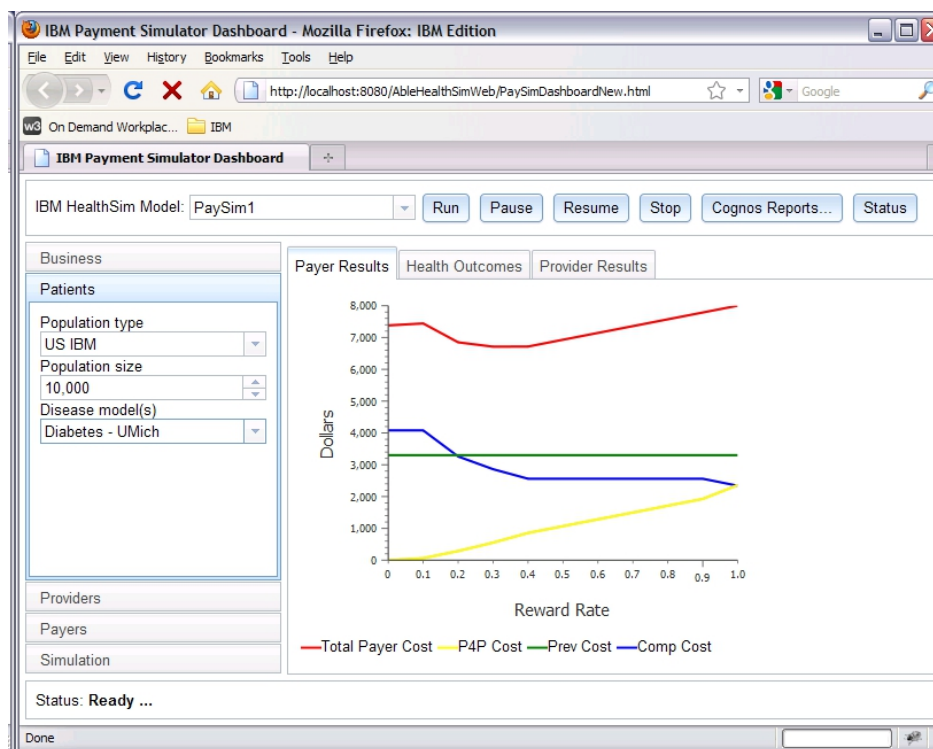 IBM Payment Simulator Dashboard - Mozilla Firefox: IBM Edition
File Edit View History Bookmarks Tools Help
http://localhost:8080/AbleHealthSimWeb/PaySimDashboardNew.html Google
w3 On Demand Workplac... IBM
IBM Payment Simulator Dashboard
IBM HealthSim Model: PaySim1 Run Pause Resume Stop Cognos Reports... Status
Business
Patients
Population type
US IBM
Population size
10,000
Disease model(s)
Diabetes - UMich
Providers
Payers
Simulation
Payer Results Health Outcomes Provider Results
8,000
7,000
6,000
5,000
4,000
3,000
2,000
1,000
0
Dollars
0 0.1 0.2 0.3 0.4 0.5 0.6 0.7 0.8 0.9 1.0
Reward Rate
Total Payer Cost P4P Cost Prev Cost Comp Cost
Status: Ready ...
Done